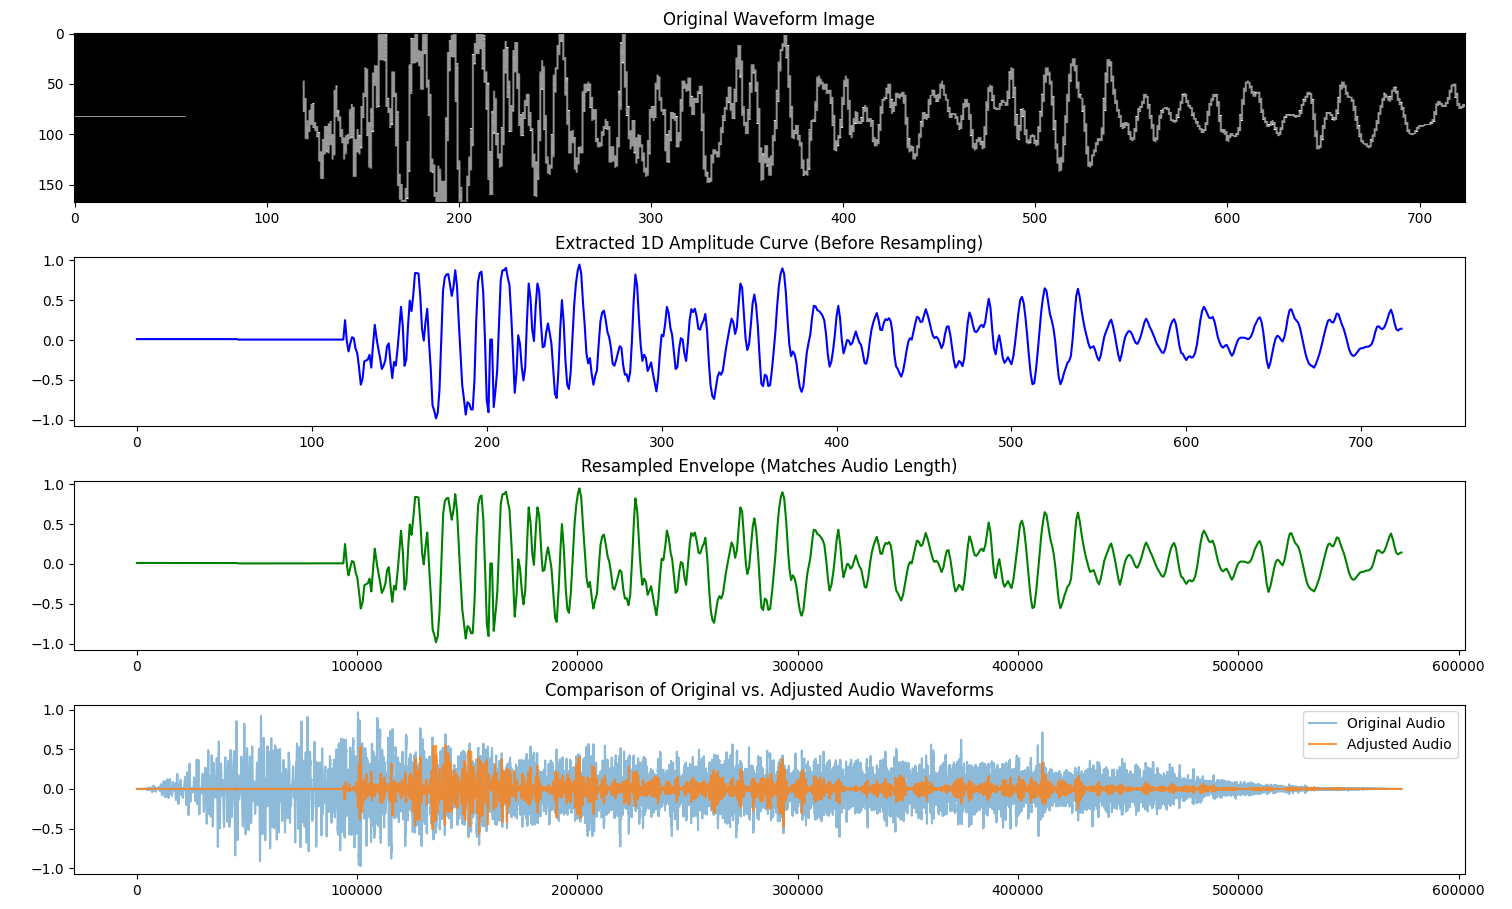 Original Waveform Image
0
50
100
150
0 100 200 300 400 500 600 700
Extracted 1D Amplitude Curve (Before Resampling)
1.0
0.5
0.0
−0.5
−1.0
0 100 200 300 400 500 600 700
Resampled Envelope (Matches Audio Length)
1.0
0.5
0.0
−0.5
−1.0
0 100000 200000 300000 400000 500000 600000
Comparison of Original vs. Adjusted Audio Waveforms
1.0
0.5
0.0
−0.5
−1.0
Original Audio
Adjusted Audio
0 100000 200000 300000 400000 500000 600000